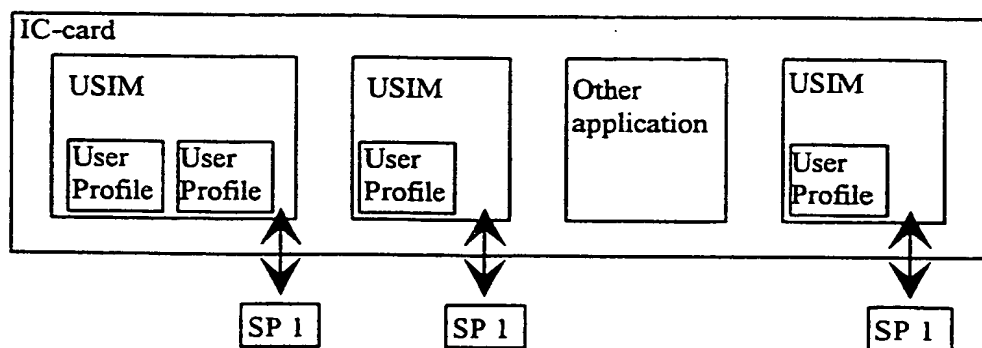 IC-card
USIM
User
Profile
User
Profile
USIM
User
Profile
Other
application
USIM
User
Profile
SP 1
SP 1
SP 1